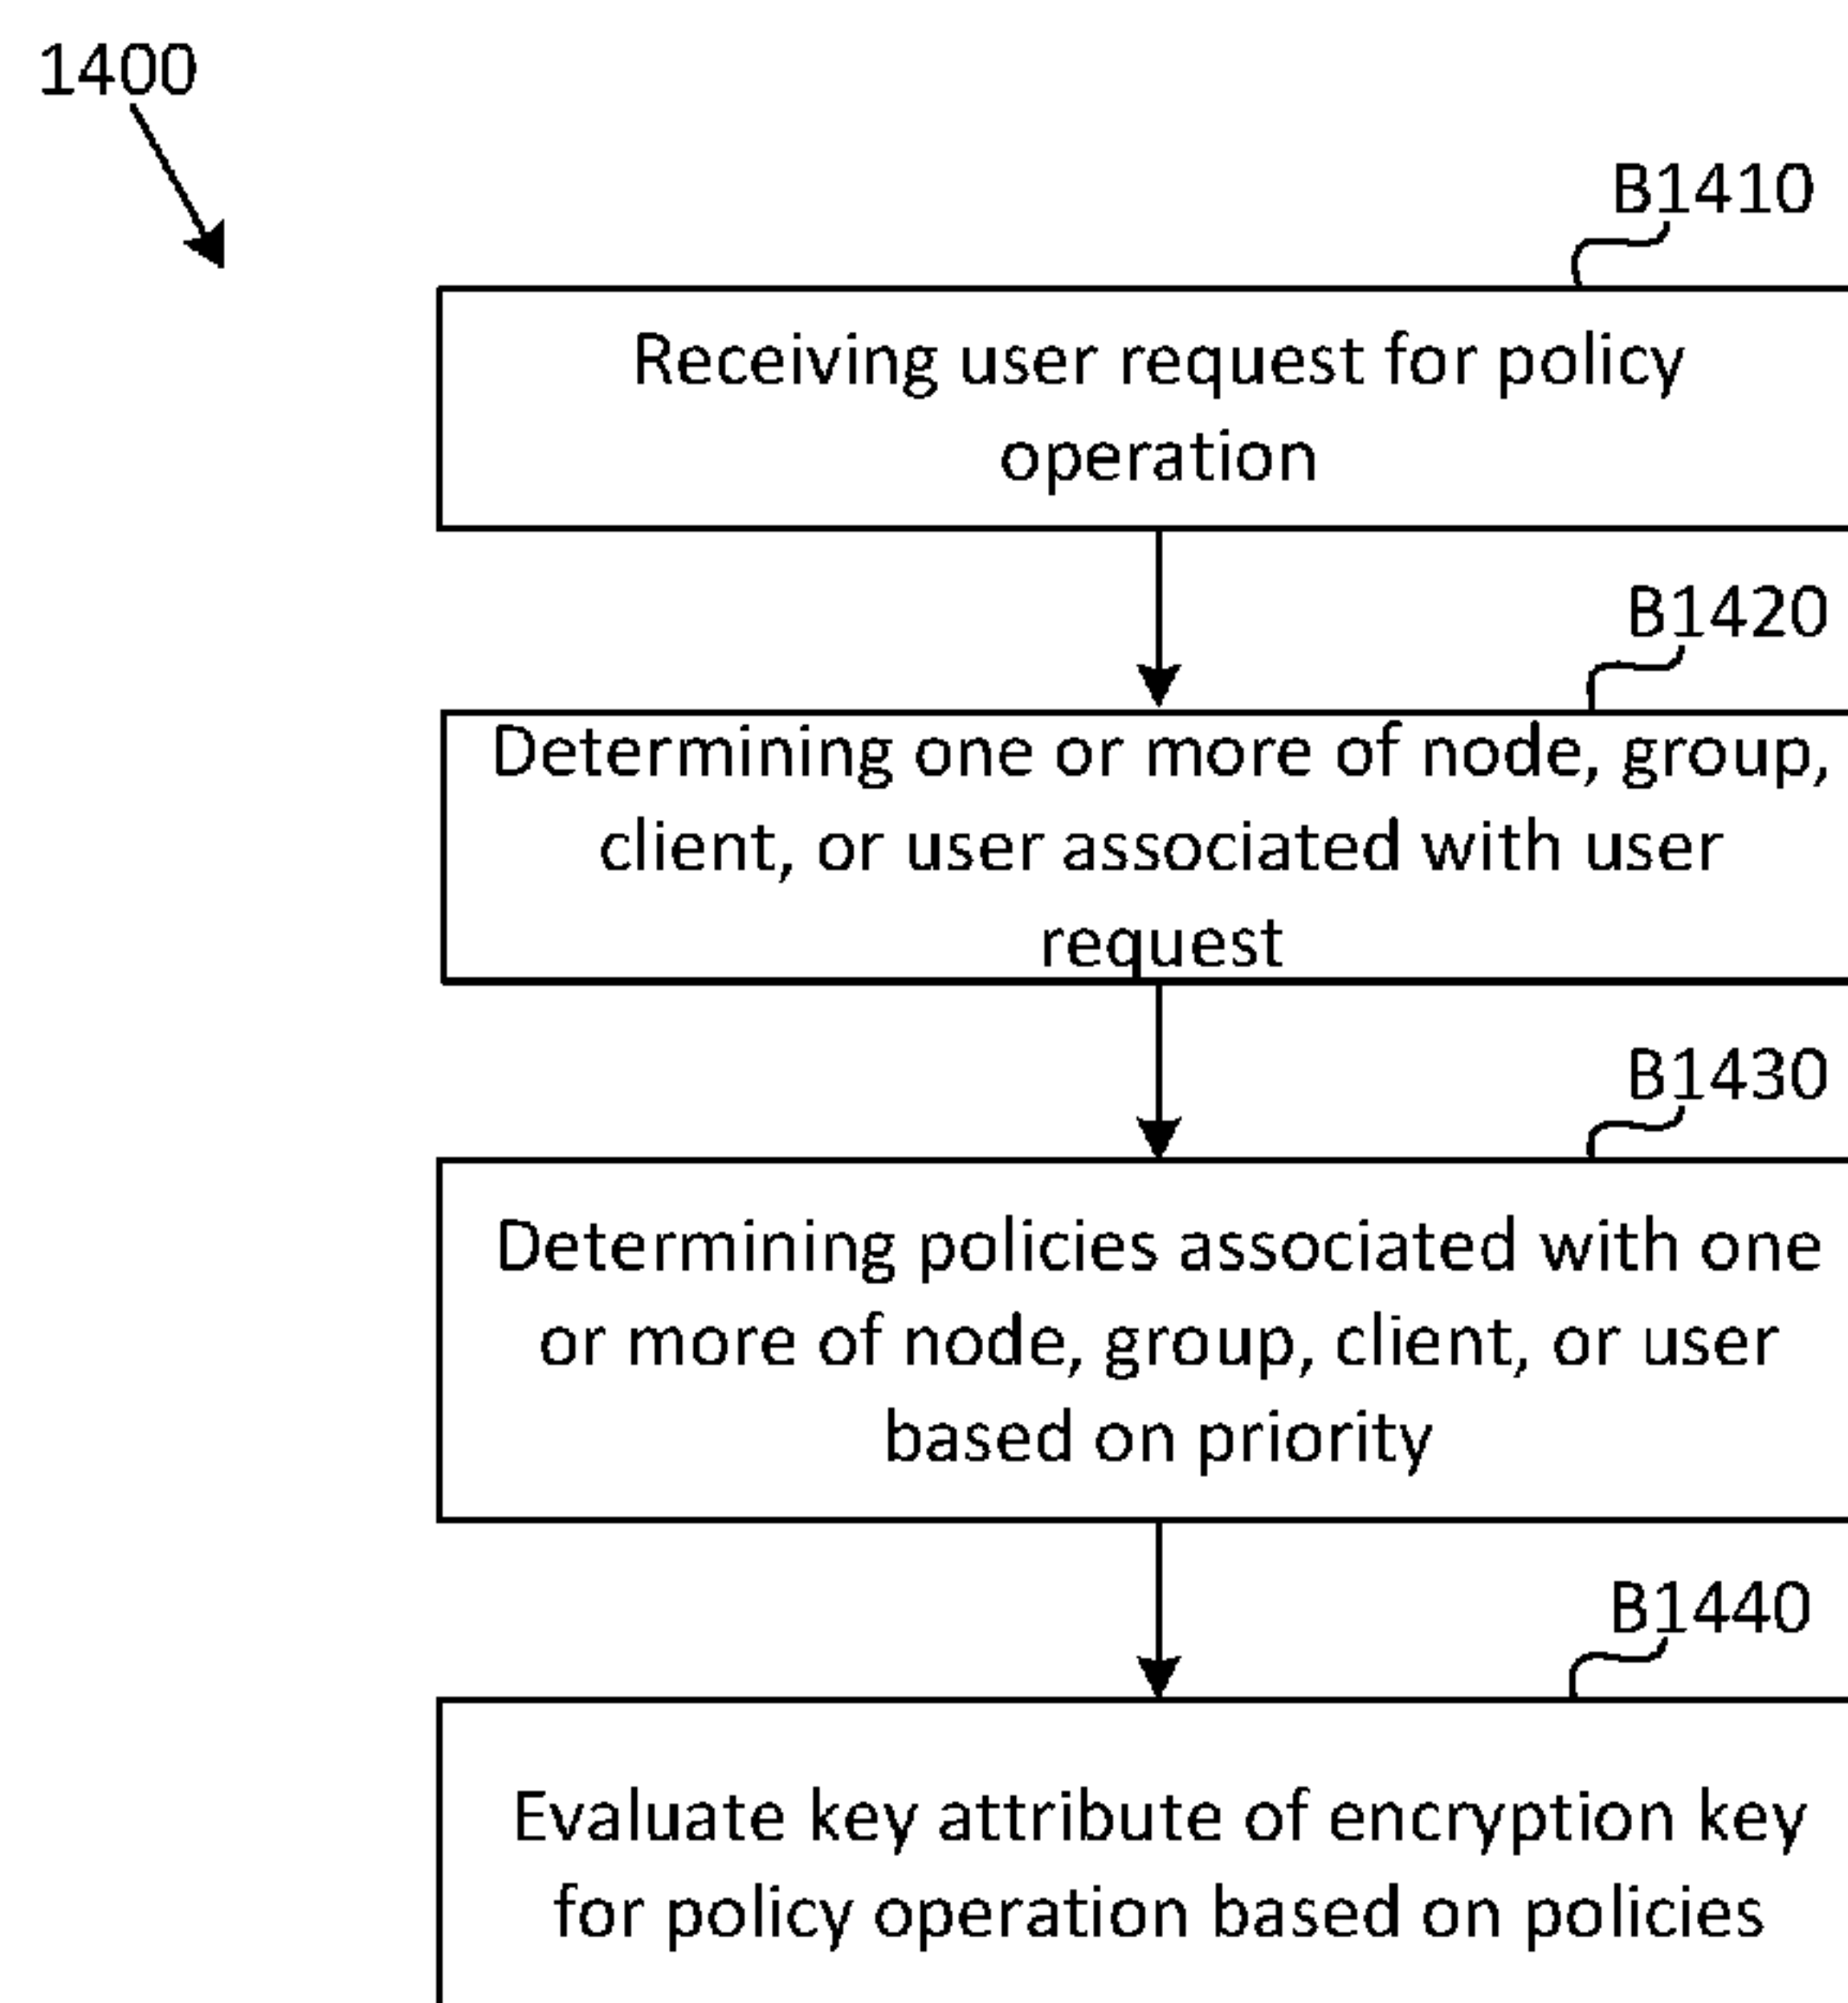 1400
B1410
Receiving user request for policy
operation
B1420
Determining one or more of node, group,
client, or user associated with user
request
B1430
Determining policies associated with one
or more of node, group, client, or user
based on priority
B1440
Evaluate key attribute of encryption key
for policy operation based on policies